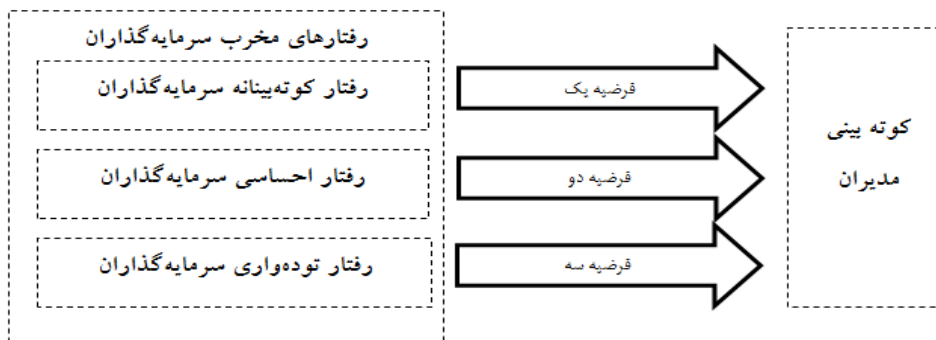 رفتارهای مخرب سرمایه‌گذاران
رفتار کوته‌بینانه سرمایه‌گذاران
قرضیه یک
رفتار احساسی سرمایه‌گذاران
قرضیه دو
رفتار توده‌واری سرمایه‌گذاران
قرضیه سه
کوته بینی
مدیران